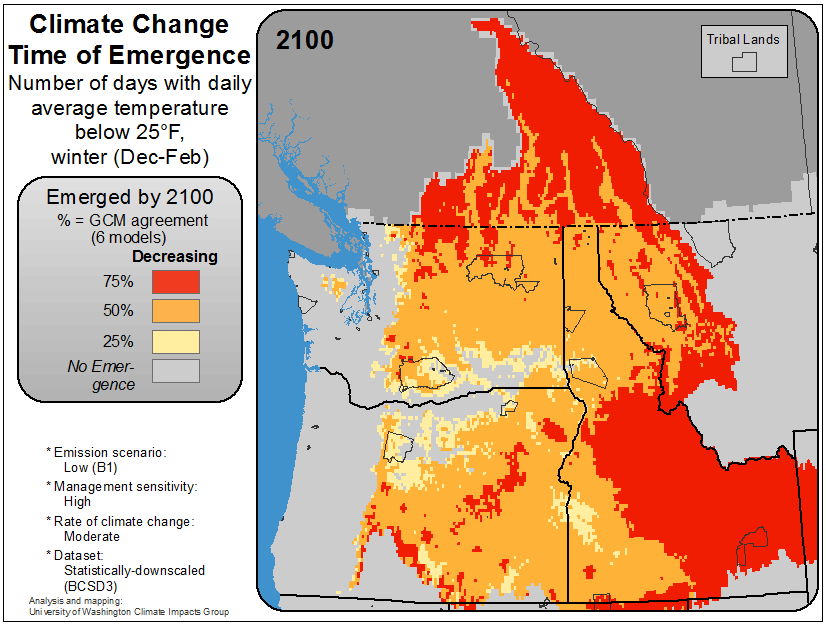 Climate Change
Time of Emergence
Number of days with daily
average temperature
below 25°F,
winter (Dec-Feb)
Emerged by 2100
% = GCM agreement
(6 models)
Decreasing
75%
50%
25%
No Emer-
gence
* Emission scenario:
Low (B1)
* Management sensitivity:
High
* Rate of climate change:
Moderate
* Dataset:
Statistically-downscaled
(BCSD3)
Analysis and mapping:
University of Washington Climate Impacts Group
2100
Tribal Lands